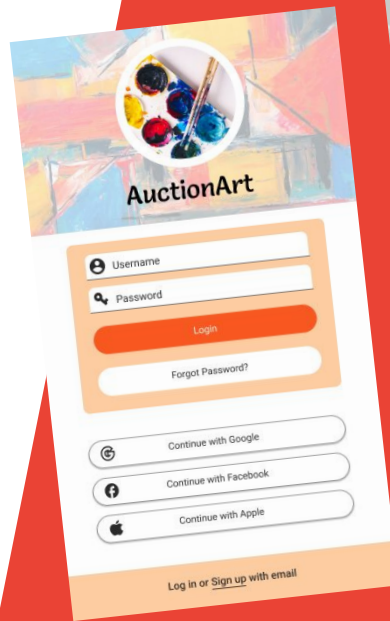 AuctionArt
Username
Password
Login
Forgot Password?
Continue with Google
Continue with Facebook
Continue with Apple
Log in or Sign up with email